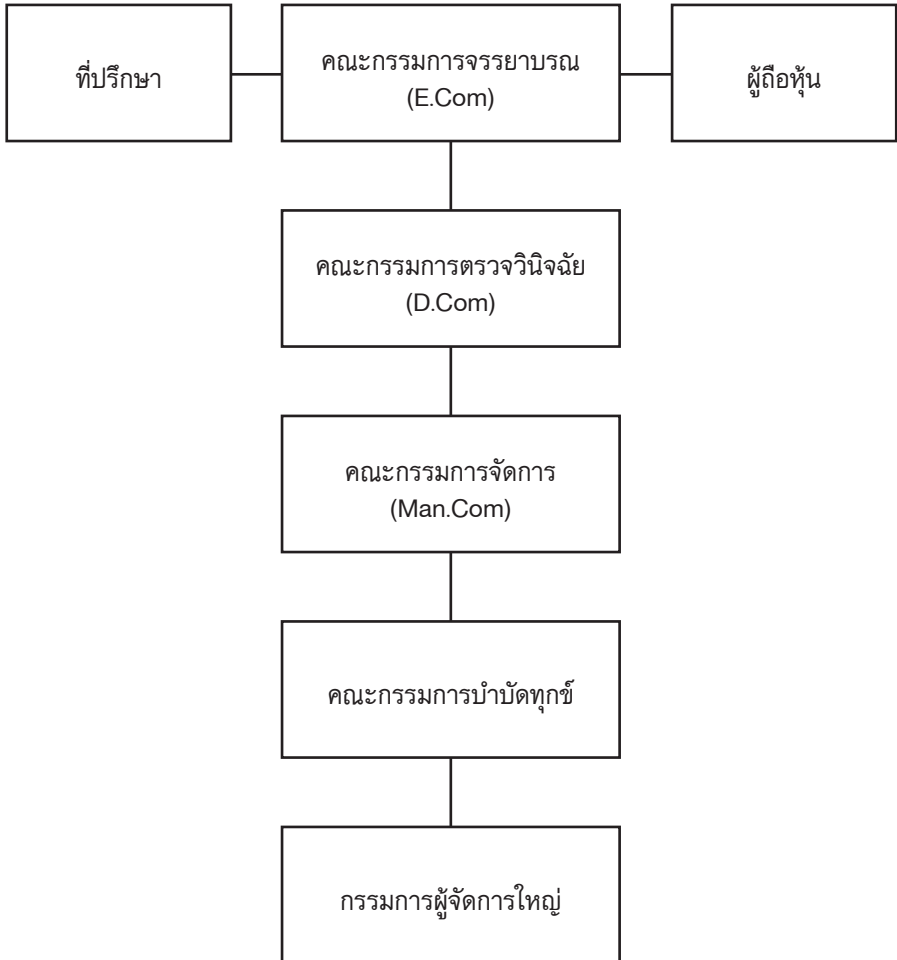 ที่ปรึกษา
คณะกรรมการจรรยาบรณ
(E.Com)
ผู้ถือหุ้น
คณะกรรมการตรวจวินิจฉัย
(D.Com)
คณะกรรมการจัดการ
(Man.Com)
คณะกรรมการบำบัดทุกข์
กรรมการผู้จัดการใหญ่